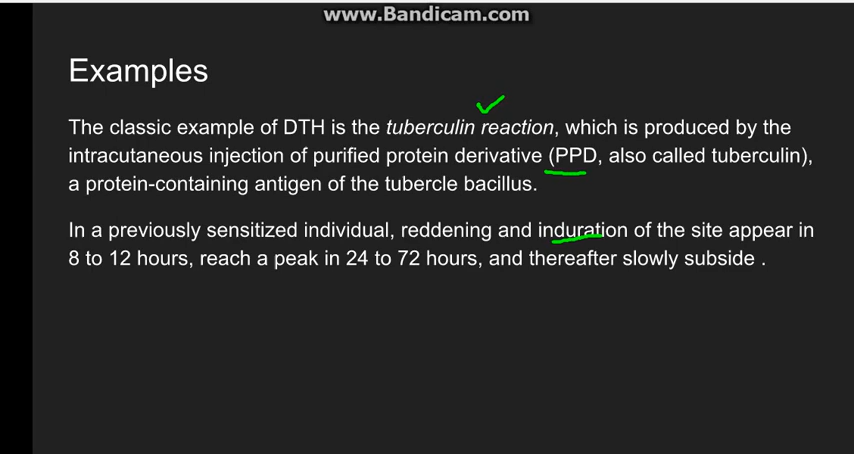 www.Bandicam.com
Examples
The classic example of DTH is the tuberculin reaction, which is produced by the
intracutaneous injection of purified protein derivative (PPD, also called tuberculin),
a protein-containing antigen of the tubercle bacillus.
In a previously sensitized individual, reddening and induration of the site appear in
8 to 12 hours, reach a peak in 24 to 72 hours, and thereafter slowly subside .